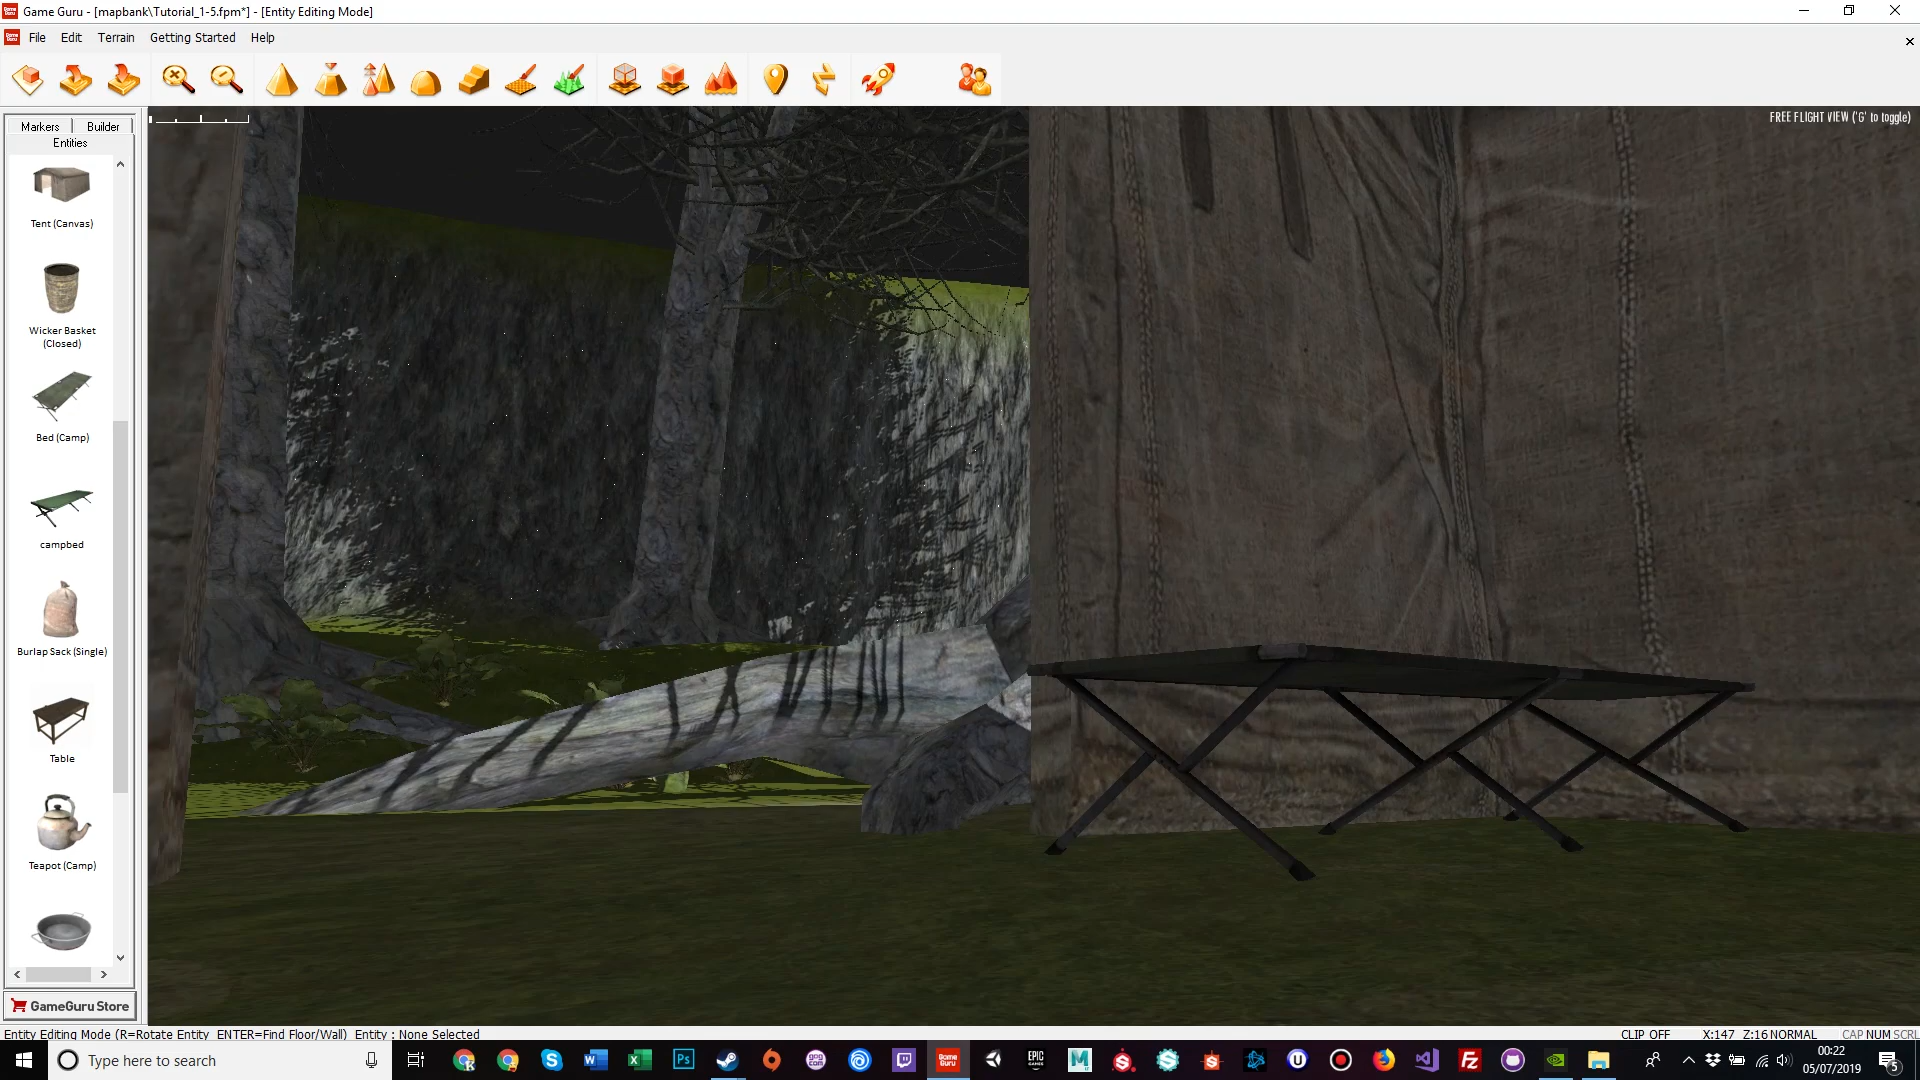 Game Guru - [mapbank\Tutorial_1-5.fpm*] - [Entity Editing Mode]
File Edit Terrain Getting Started Help
FREE FLIGHT VIEW ('G' to toggle)
Markers Builder
Entities
Tent (Canvas)
Wicker Basket
(Closed)
Bed (Camp)
campbed
Burlap Sack (Single)
Table
Teapot (Camp)
GameGuru Store
Entity Editing Mode (R=Rotate Entity ENTER=Find Floor/Wall) Entity : None Selected
CLIP OFF X:147 Z:16 NORMAL CAP NUM SCRL
Type here to search
00:22
05/07/2019
5